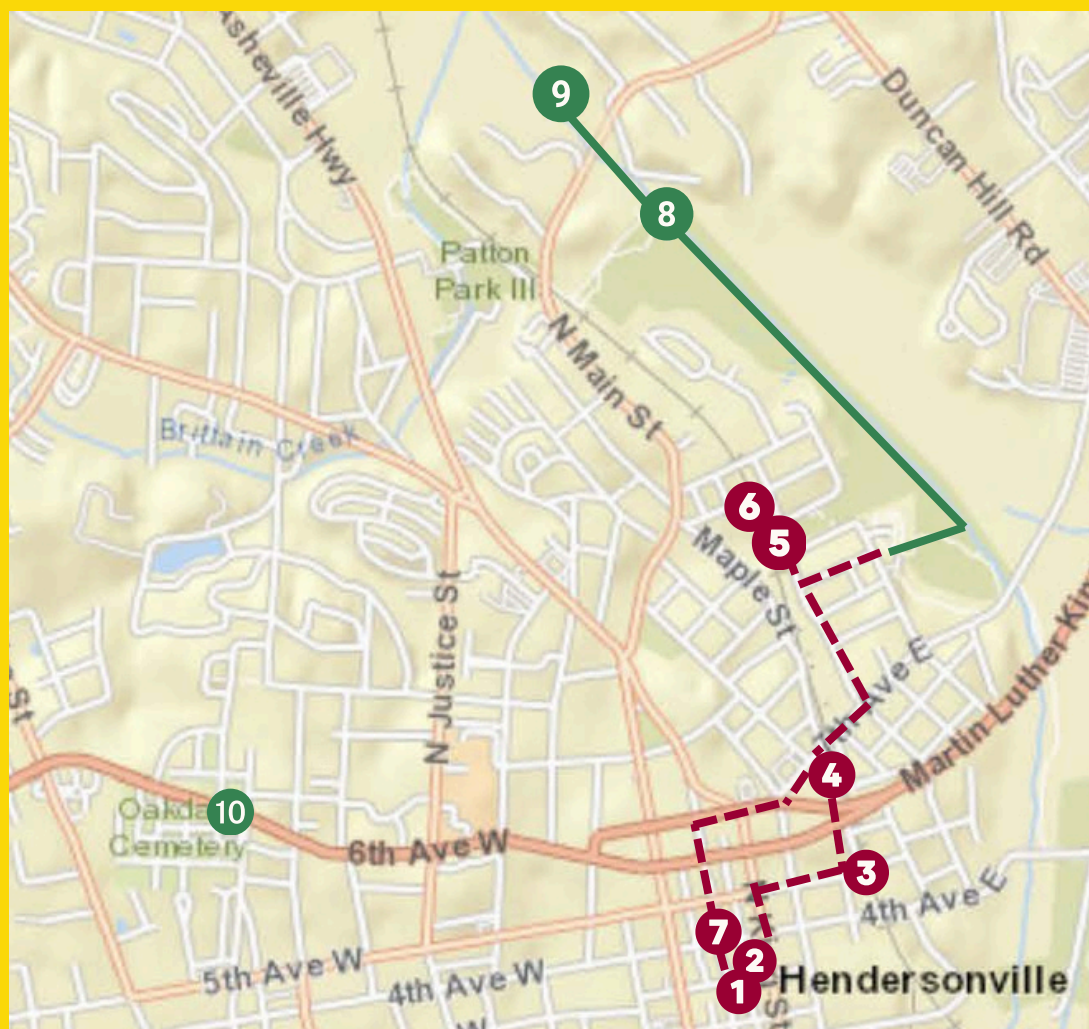 Asheville Hwy
9
Duncan Hill Rd
8
Patton
Park III
N Main St
Brittain Creek
6
5
Maple St
N Justice St
Ave E
St
Martin Luther
4
10
Cemetery
6th Ave W
3
4th Ave E
7
2
5th Ave W
4th Ave W
1
Hendersonville
St
W